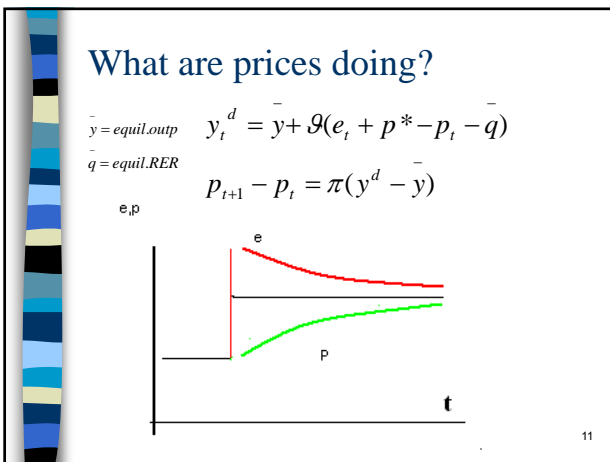 What are prices doing?
ȳ = equil.outp
y_t^d = ȳ + ϑ(e_t + p* − p_t − q̄)
q̄ = equil.RER
p_{t+1} − p_t = π(y^d − ȳ)
e,p
e
P
t
11